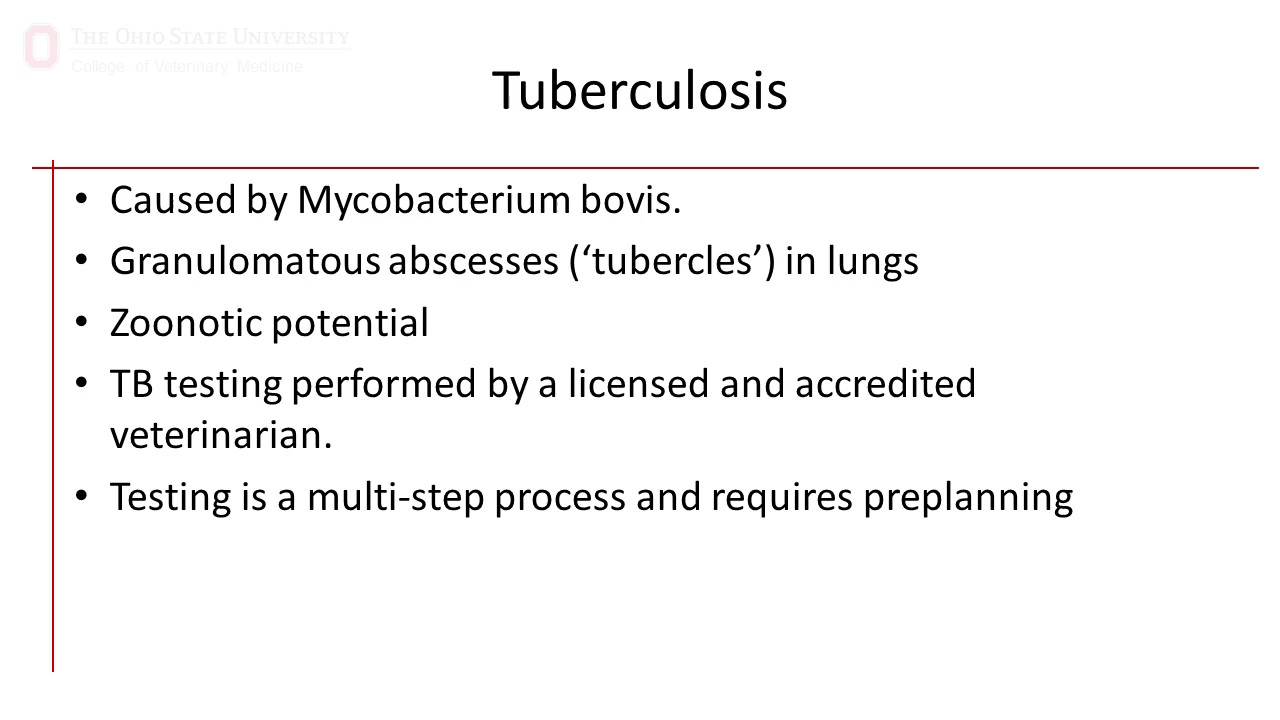 THE OHIO STATE UNIVERSITY
College of Veterinary Medicine
Tuberculosis
• Caused by Mycobacterium bovis.
• Granulomatous abscesses (‘tubercles’) in lungs
• Zoonotic potential
• TB testing performed by a licensed and accredited
veterinarian.
• Testing is a multi-step process and requires preplanning